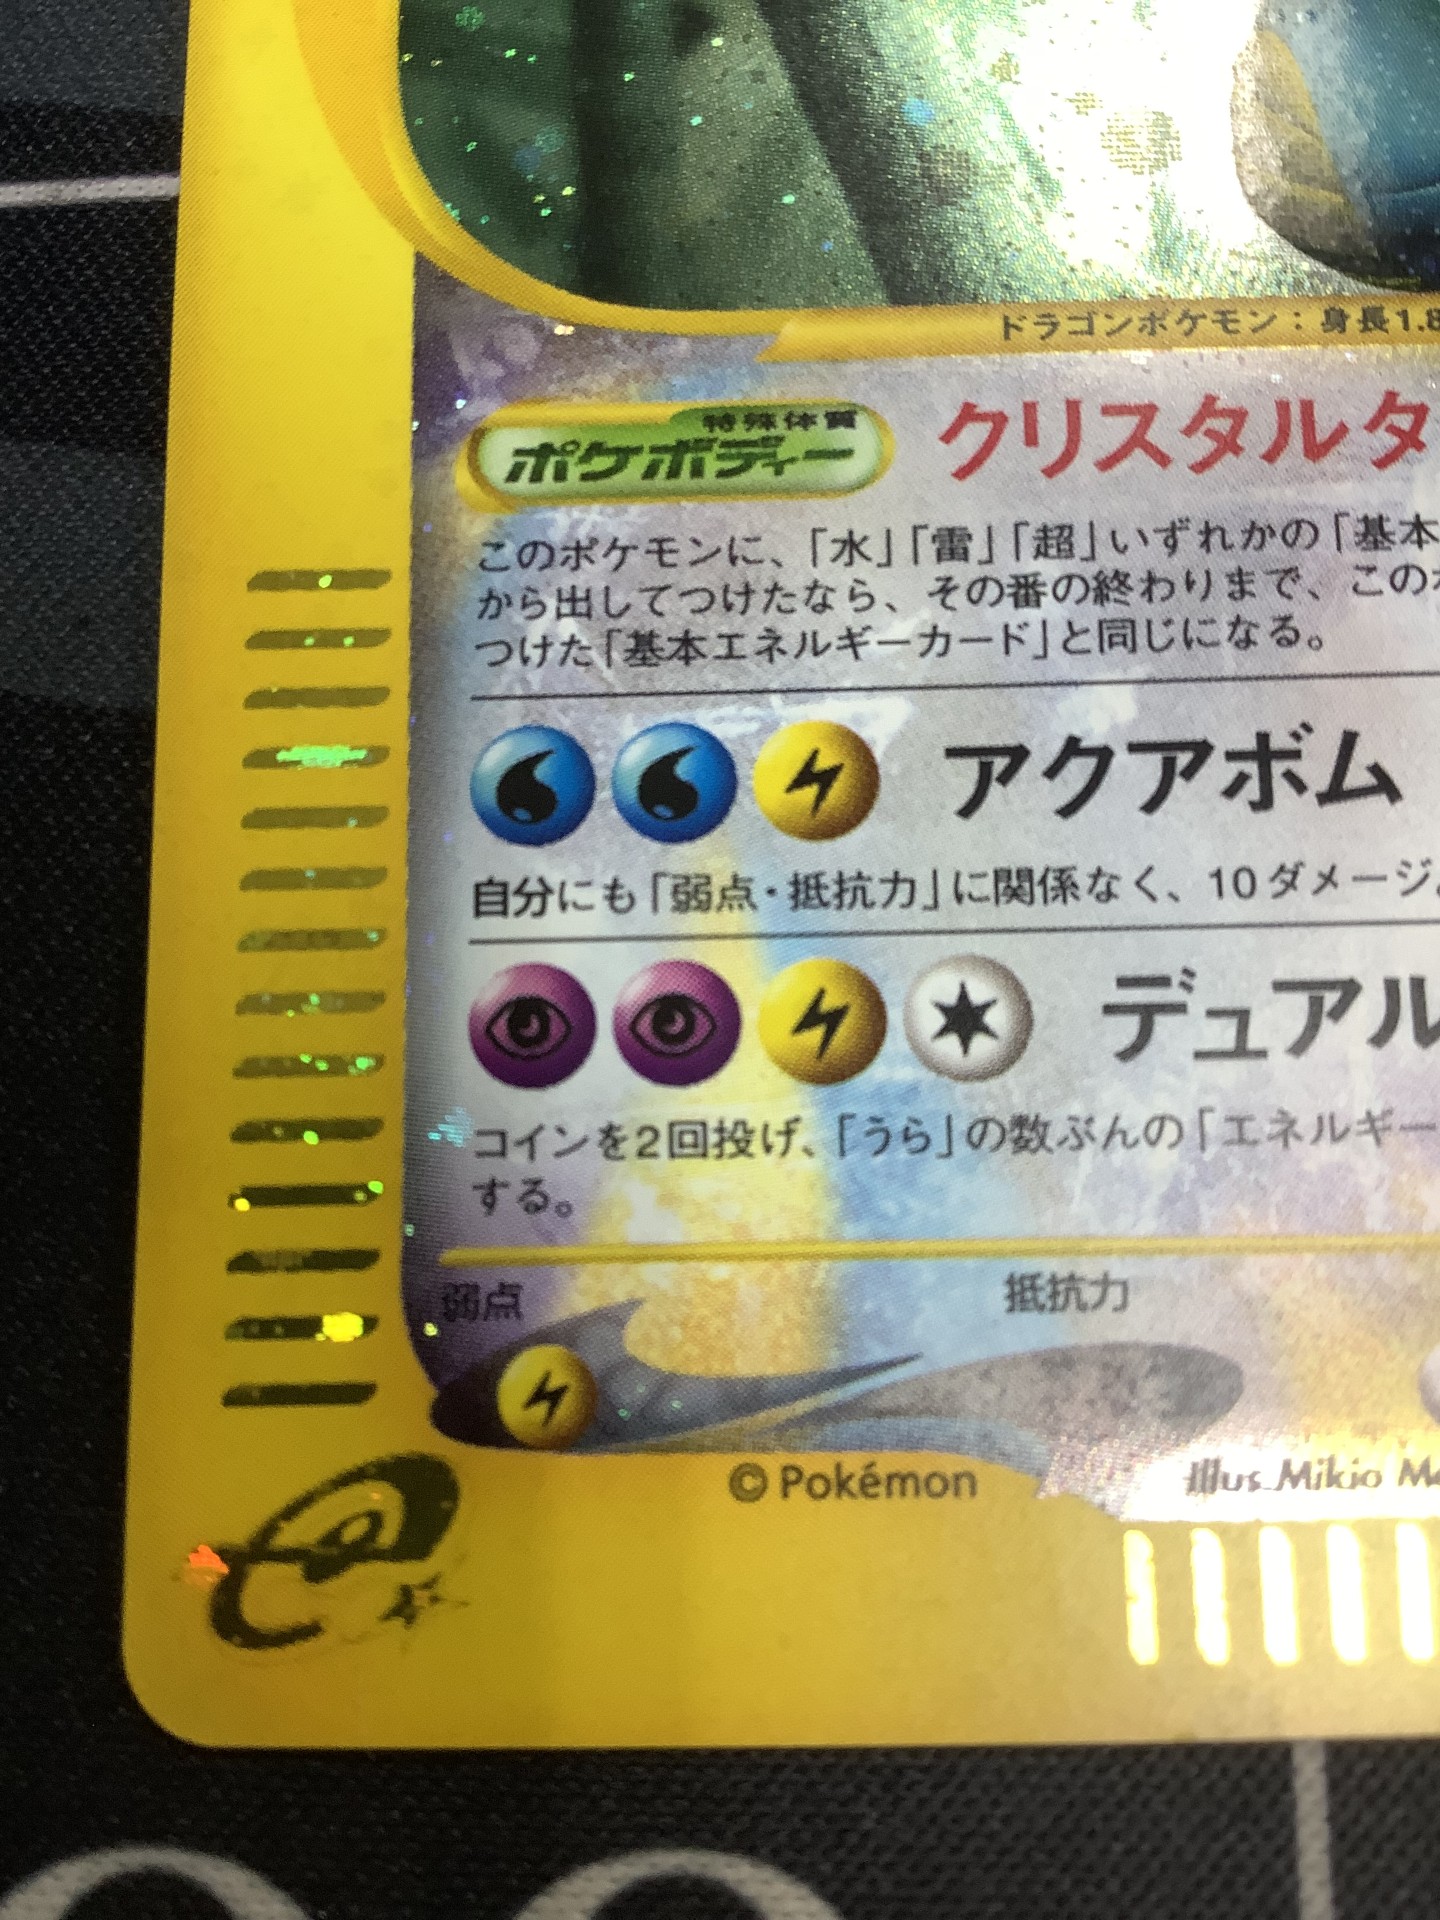 ドラゴンポケモン：身長1.8
特殊体質
ポケボディー
クリスタルタ
このポケモンに、「水」「雷」「超」いずれかの「基本
から出してつけたなら、その番の終わりまで、このポ
つけた「基本エネルギーカード」と同じになる。
アクアボム
自分にも「弱点・抵抗力」に関係なく、10ダメージ。
デュアル
コインを2回投げ、「うら」の数ぶんの「エネルギー
する。
弱点
抵抗力
© Pokémon
Illus. Mikio M
e